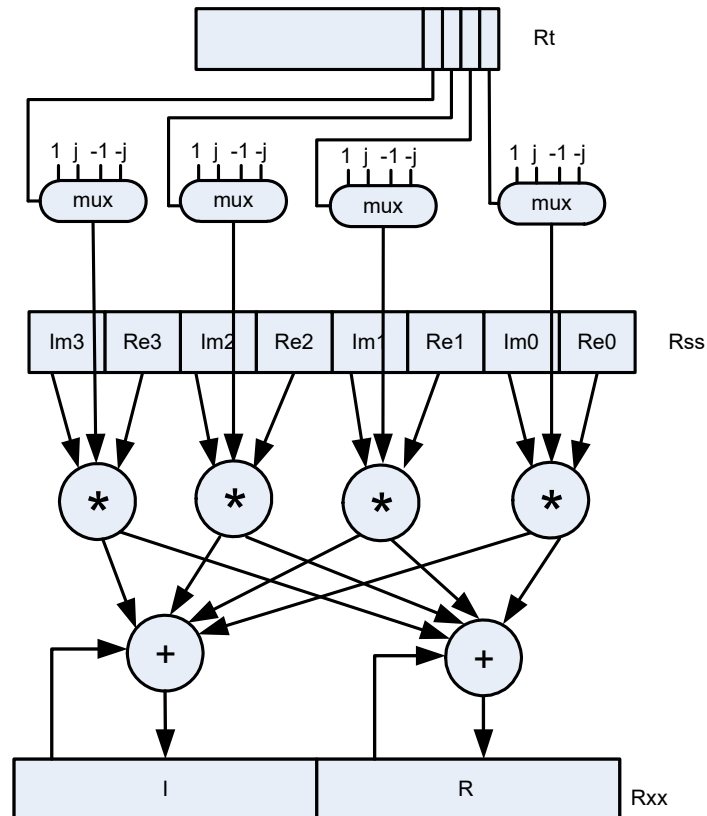 Rt
1 j -1 -j 1 j -1 -j 1 j -1 -j 1 j -1 -j
mux mux mux mux
Im3 Re3 Im2 Re2 Im1 Re1 Im0 Re0 Rss
* * * *
+ +
I R Rxx